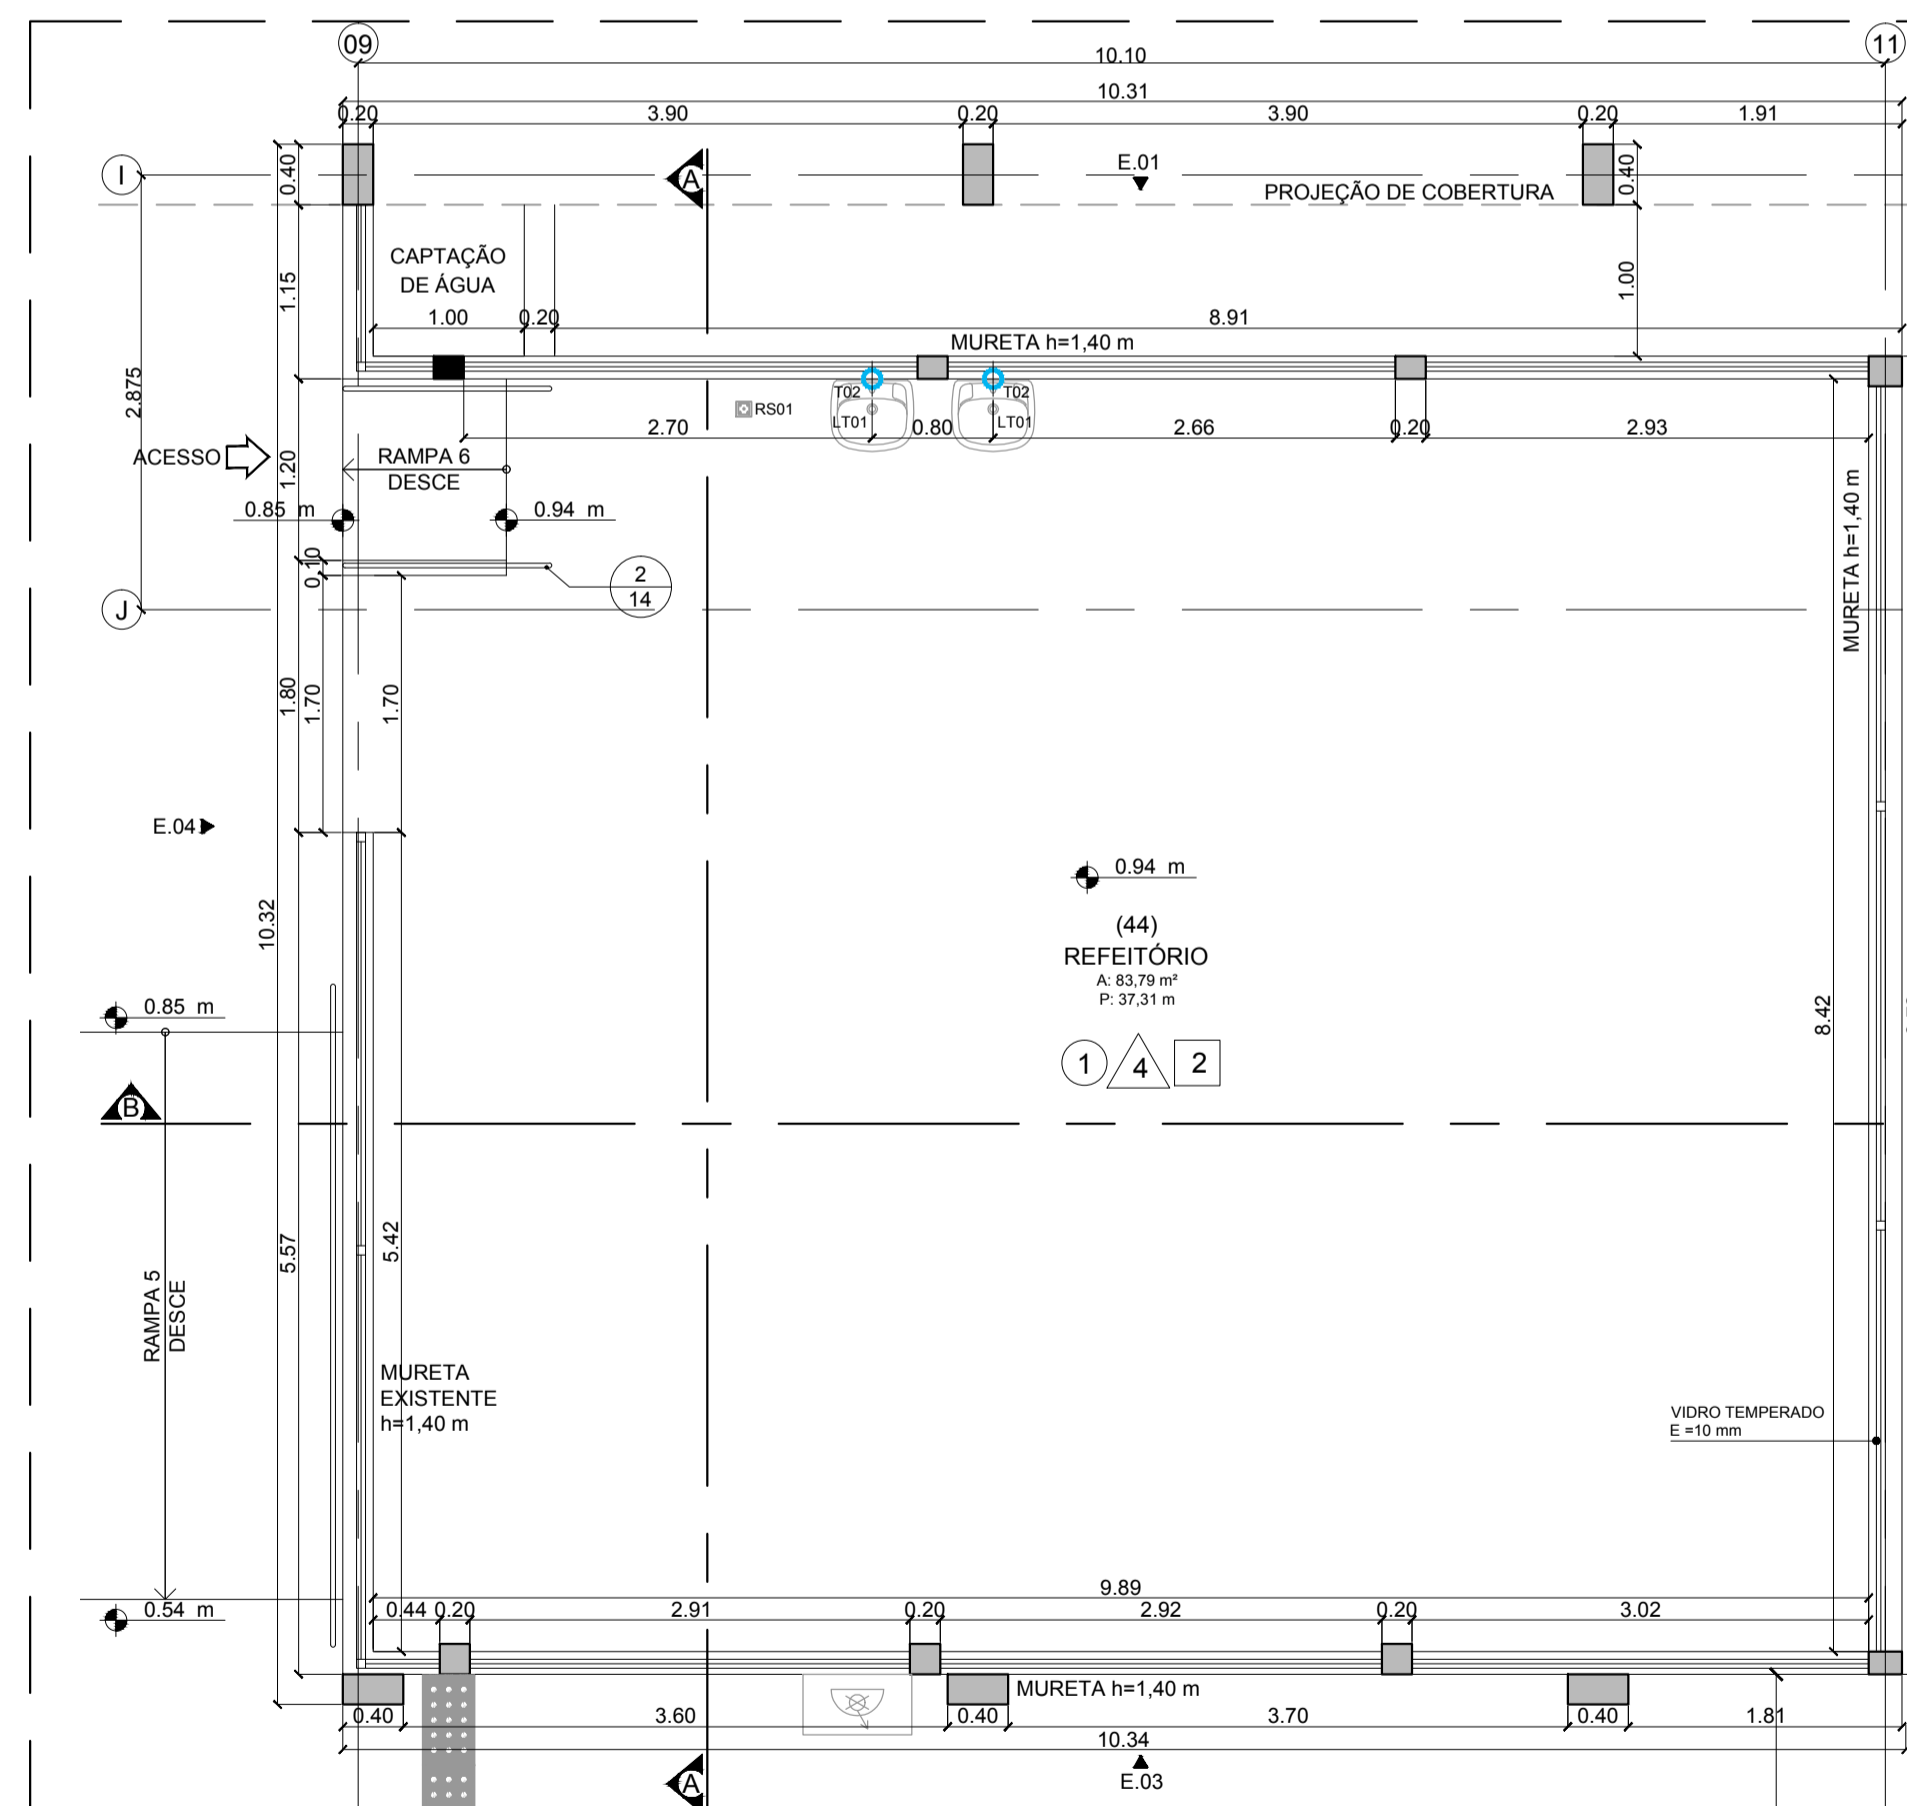 09
11
10.10
10.31
0.20
3.90
0.20
3.90
0.20
1.91
I
0.40
A
E.01
0.40
PROJEÇÃO DE COBERTURA
CAPTAÇÃO
DE ÁGUA
1.15
1.00
1.00
0.20
8.91
MURETA h=1,40 m
2.875
T02
T02
RS01
LT01
LT01
2.70
0.80
2.66
0.20
2.93
ACESSO
1.20
RAMPA 6
DESCE
0.85 m
0.94 m
MURETA h=1,40 m
0.10
2
14
J
1.80
1.70
1.70
E.04
0.94 m
10.32
(44)
REFEITÓRIO
A: 83,79 m²
P: 37,31 m
0.85 m
8.42
1
4
2
B
5.57
5.42
RAMPA 5
DESCE
MURETA
EXISTENTE
h=1,40 m
VIDRO TEMPERADO
E =10 mm
9.89
0.54 m
0.44
0.20
2.91
0.20
2.92
0.20
3.02
MURETA h=1,40 m
0.40
3.60
0.40
3.70
0.40
1.81
10.34
A
E.03